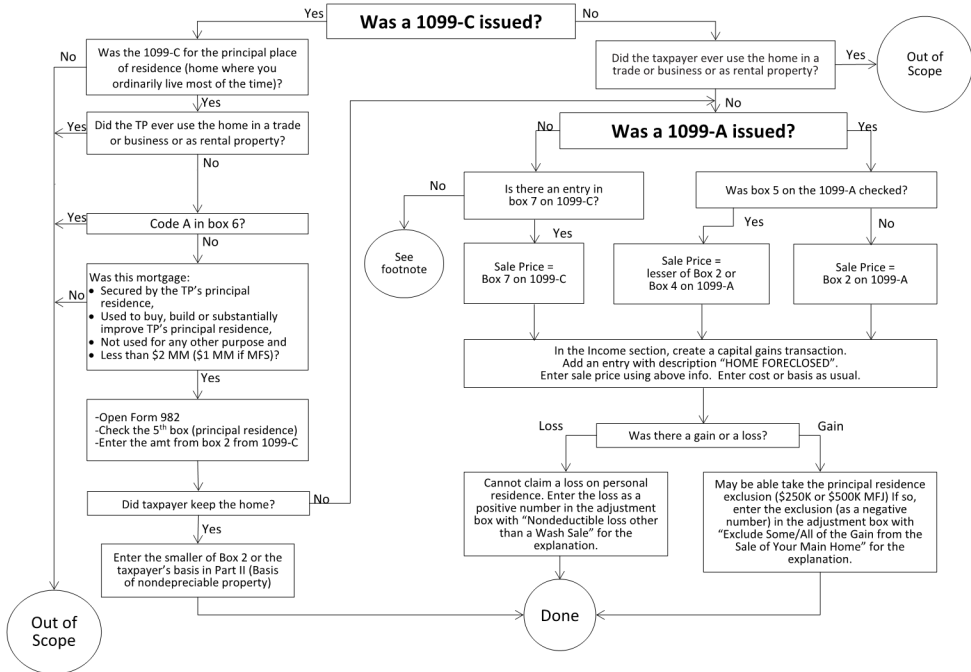 Was a 1099-C issued?
Yes
No
Was the 1099-C for the principal place
of residence (home where you
ordinarily live most of the time)?
No
Yes
Did the TP ever use the home in a trade
or business or as rental property?
Yes
No
Code A in box 6?
Yes
No
Was this mortgage:
• Secured by the TP's principal
residence,
• Used to buy, build or substantially
improve TP's principal residence,
• Not used for any other purpose and
• Less than $2 MM ($1 MM if MFS)?
No
Yes
-Open Form 982
-Check the 5th box (principal residence)
-Enter the amt from box 2 from 1099-C
Did taxpayer keep the home?
No
Yes
Enter the smaller of Box 2 or the
taxpayer's basis in Part II (Basis
of nondepreciable property)
Out of
Scope
Did the taxpayer ever use the home in a
trade or business or as rental property?
Yes
Out of
Scope
No
Was a 1099-A issued?
No
Yes
Is there an entry in
box 7 on 1099-C?
No
See
footnote
Yes
Sale Price =
Box 7 on 1099-C
Was box 5 on the 1099-A checked?
Yes
No
Sale Price =
lesser of Box 2 or
Box 4 on 1099-A
Sale Price =
Box 2 on 1099-A
In the Income section, create a capital gains transaction.
Add an entry with description "HOME FORECLOSED".
Enter sale price using above info. Enter cost or basis as usual.
Was there a gain or a loss?
Loss
Gain
Cannot claim a loss on personal
residence. Enter the loss as a
positive number in the adjustment
box with "Nondeductible loss other
than a Wash Sale" for the
explanation.
May be able take the principal residence
exclusion ($250K or $500K MFJ) If so,
enter the exclusion (as a negative
number) in the adjustment box with
"Exclude Some/All of the Gain from the
Sale of Your Main Home" for the
explanation.
Done